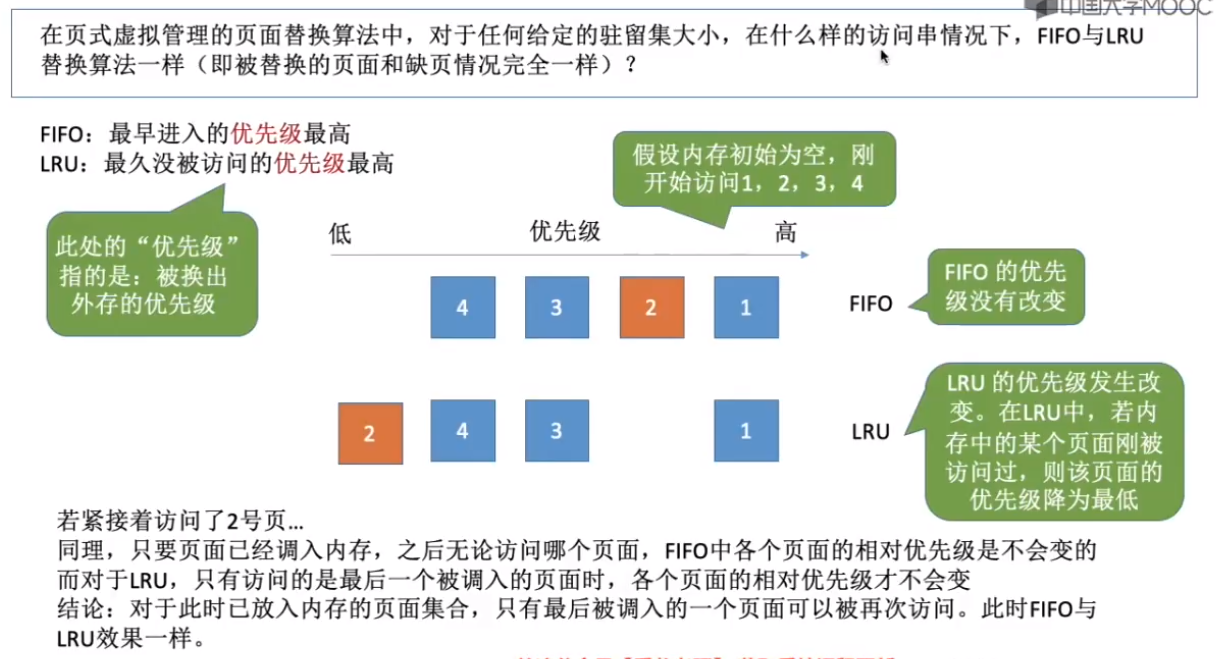 中国大学MOOC
在页式虚拟管理的页面替换算法中，对于任何给定的驻留集大小，在什么样的访问串情况下，FIFO与LRU
替换算法一样（即被替换的页面和缺页情况完全一样）？
FIFO：最早进入的优先级最高
LRU：最久没被访问的优先级最高
假设内存初始为空，刚
开始访问1，2，3，4
此处的“优先级”
指的是：被换出
外存的优先级
低 优先级 高
4 3 2 1 FIFO
FIFO 的优先
级没有改变
2 4 3 1 LRU
LRU 的优先级发生改
变。在LRU中，若内
存中的某个页面刚被
访问过，则该页面的
优先级降为最低
若紧接着访问了2号页...
同理，只要页面已经调入内存，之后无论访问哪个页面，FIFO中各个页面的相对优先级是不会变的
而对于LRU，只有访问的是最后一个被调入的页面时，各个页面的相对优先级才不会变
结论：对于此时已放入内存的页面集合，只有最后被调入的一个页面可以被再次访问。此时FIFO与
LRU效果一样。